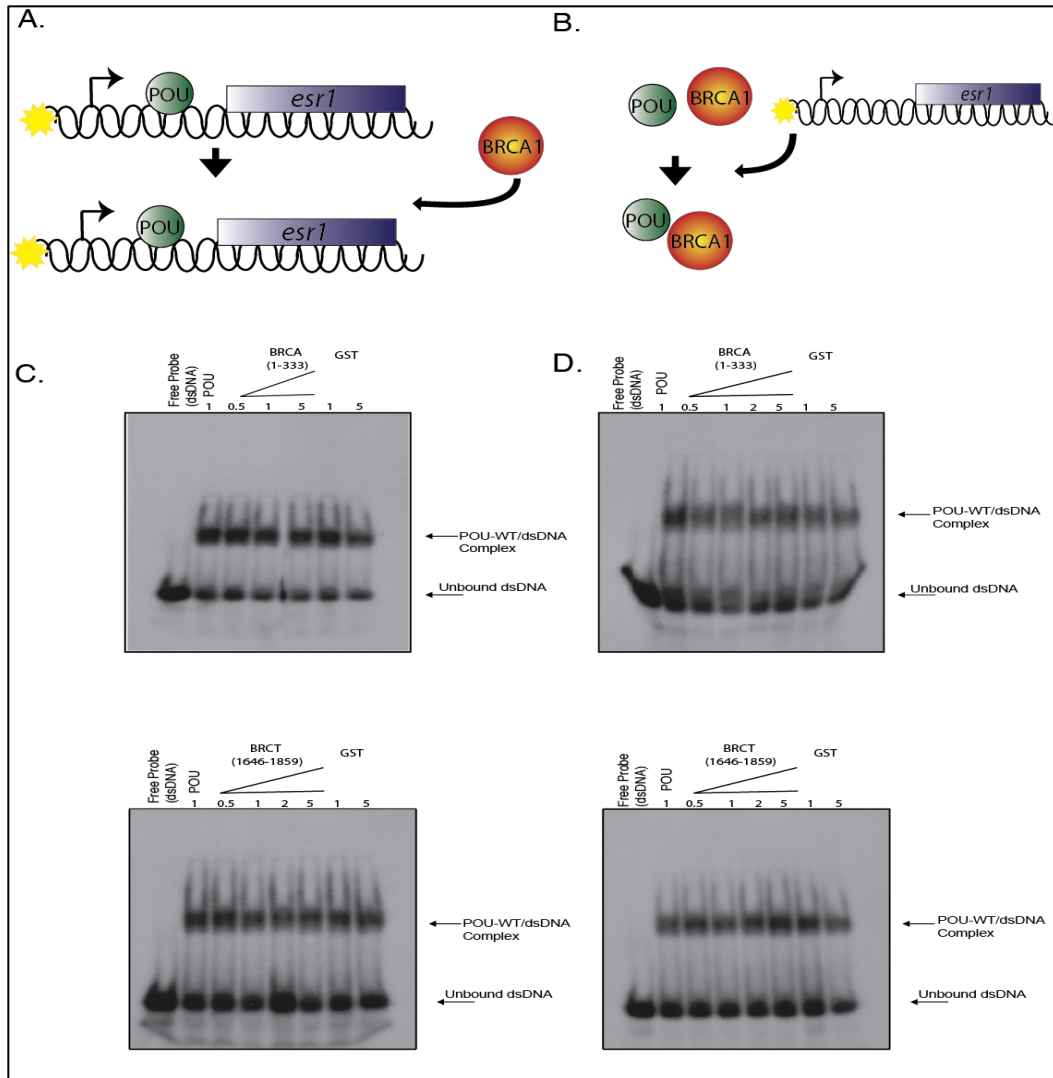 A.
B.
POU
esr1
BRCA1
POU
esr1
POU
BRCA1
esr1
POU
BRCA1
C.
Free Probe
(dsDNA)
POU
BRCA
(1-333)
GST
1 0.5 1 5 1 5
POU-WT/dsDNA
Complex
Unbound dsDNA
D.
Free Probe
(dsDNA)
POU
BRCA
(1-333)
GST
1 0.5 1 2 5 1 5
POU-WT/dsDNA
Complex
Unbound dsDNA
Free Probe
(dsDNA)
POU
BRCT
(1646-1859)
GST
1 0.5 1 2 5 1 5
POU-WT/dsDNA
Complex
Unbound dsDNA
Free Probe
(dsDNA)
POU
BRCT
(1646-1859)
GST
1 0.5 1 2 5 1 5
POU-WT/dsDNA
Complex
Unbound dsDNA